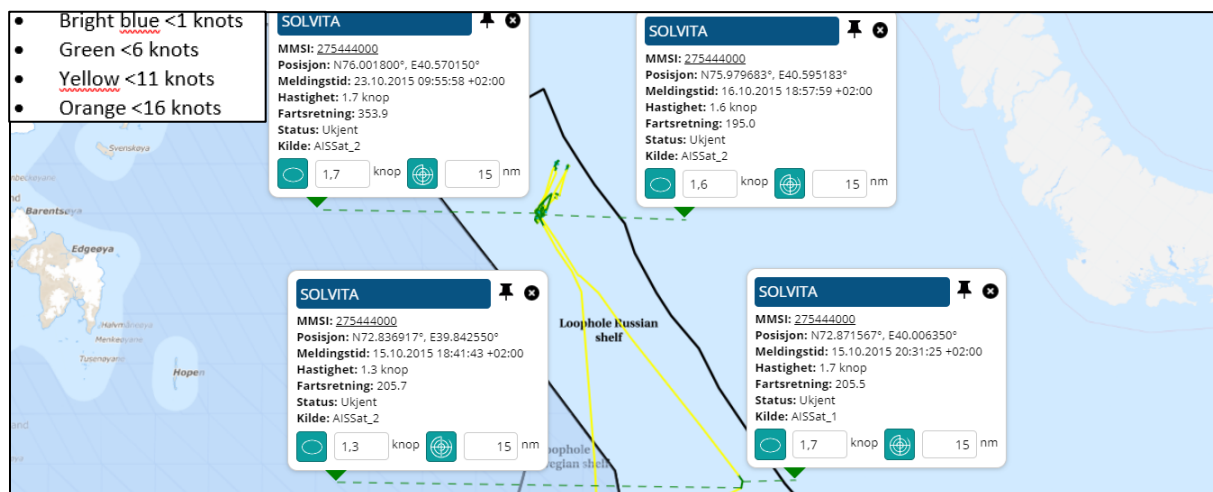 Bright blue <1 knots
Green <6 knots
Yellow <11 knots
Orange <16 knots
SOLVITA
MMSI: 275444000
Posisjon: N76.001800°, E40.570150°
Meldingstid: 23.10.2015 09:55:58 +02:00
Hastighet: 1.7 knop
Fartsretning: 353.9
Status: Ukjent
Kilde: AISSat_2
1,7 knop 15 nm
SOLVITA
MMSI: 275444000
Posisjon: N75.979683°, E40.595183°
Meldingstid: 16.10.2015 18:57:59 +02:00
Hastighet: 1.6 knop
Fartsretning: 195.0
Status: Ukjent
Kilde: AISSat_2
1,6 knop 15 nm
Svenskøya
Barentsøya
Edgeøya
Halvmåneøya
Menkeøyane
Tusenøyane
Hopen
SOLVITA
MMSI: 275444000
Posisjon: N72.836917°, E39.842550°
Meldingstid: 15.10.2015 18:41:43 +02:00
Hastighet: 1.3 knop
Fartsretning: 205.7
Status: Ukjent
Kilde: AISSat_2
1,3 knop 15 nm
Loophole Russian
shelf
oophole
vegian shelf
SOLVITA
MMSI: 275444000
Posisjon: N72.871567°, E40.006350°
Meldingstid: 15.10.2015 20:31:25 +02:00
Hastighet: 1.7 knop
Fartsretning: 205.5
Status: Ukjent
Kilde: AISSat_1
1,7 knop 15 nm